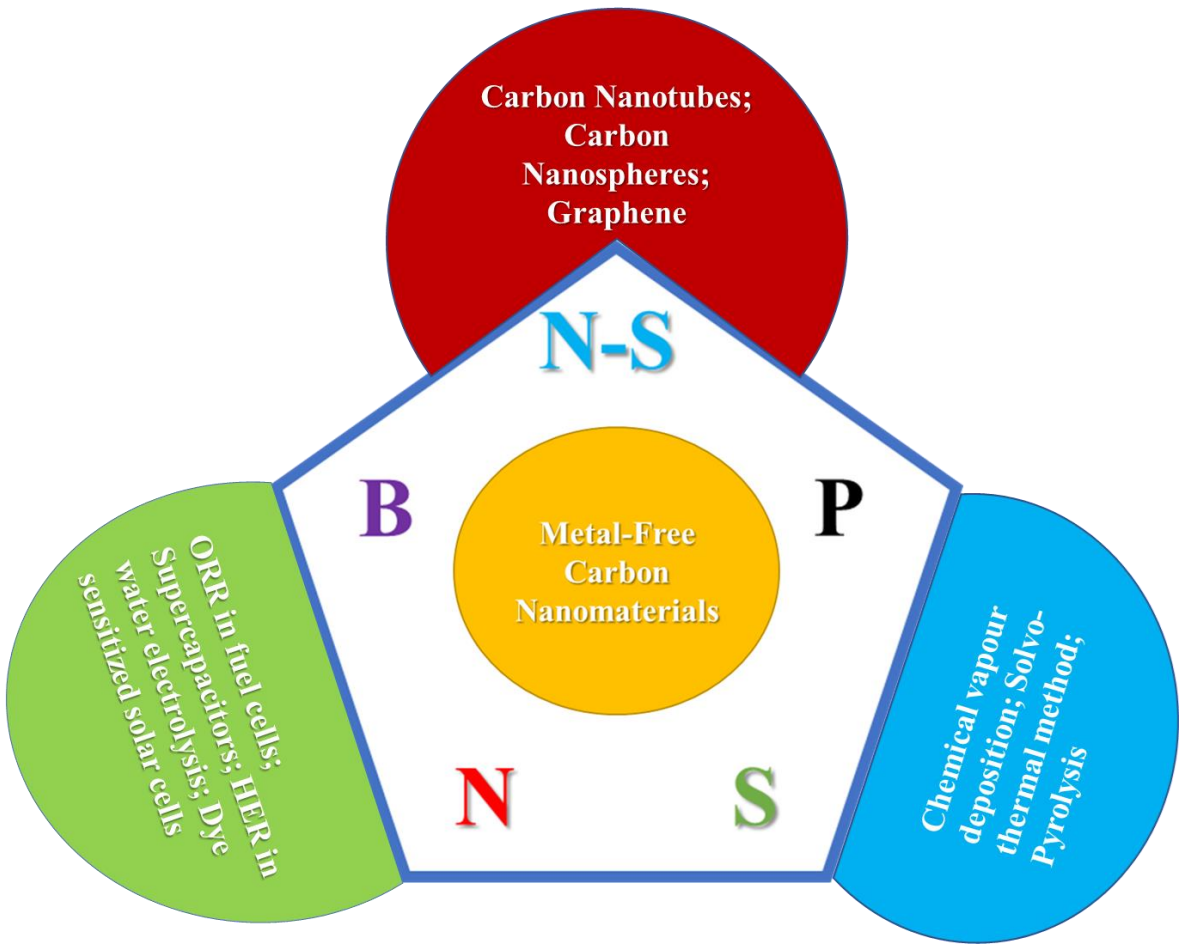 Carbon Nanotubes;
Carbon
Nanospheres;
Graphene
N-S
B
P
Metal-Free
Carbon
Nanomaterials
N
S
ORR in fuel cells;
Supercapacitors; HER in
water electrolysis; Dye
sensitized solar cells
Chemical vapour
deposition; Solvo-
thermal method;
Pyrolysis